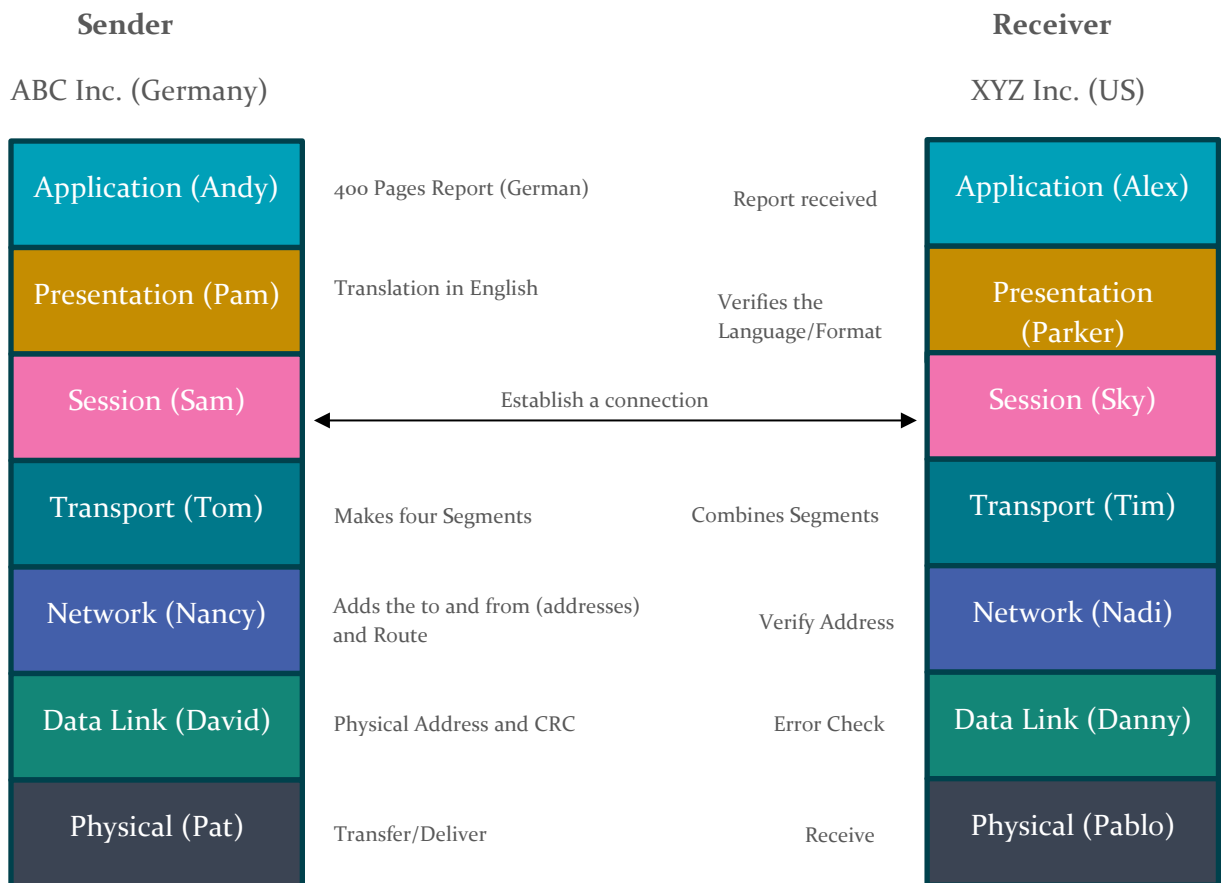 Sender
Receiver
ABC Inc. (Germany)
XYZ Inc. (US)
Application (Andy)
400 Pages Report (German)
Report received
Application (Alex)
Presentation (Pam)
Translation in English
Verifies the
Language/Format
Presentation
(Parker)
Session (Sam)
Establish a connection
Session (Sky)
Transport (Tom)
Makes four Segments
Combines Segments
Transport (Tim)
Network (Nancy)
Adds the to and from (addresses)
and Route
Verify Address
Network (Nadi)
Data Link (David)
Physical Address and CRC
Error Check
Data Link (Danny)
Physical (Pat)
Transfer/Deliver
Receive
Physical (Pablo)